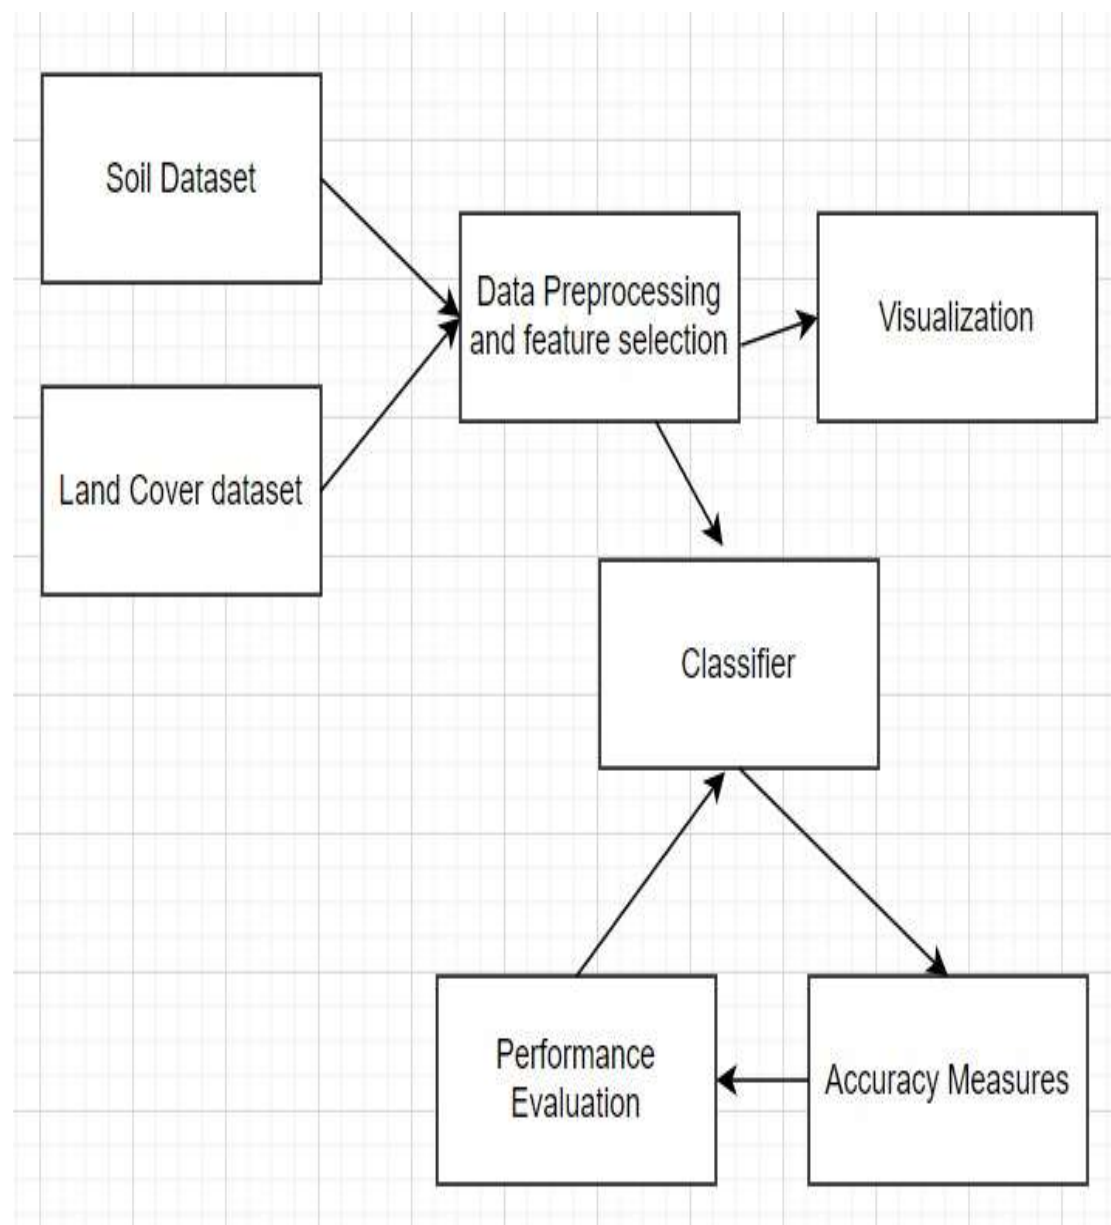 Soil Dataset
Data Preprocessing
and feature selection
Visualization
Land Cover dataset
Classifier
Performance
Evaluation
Accuracy Measures